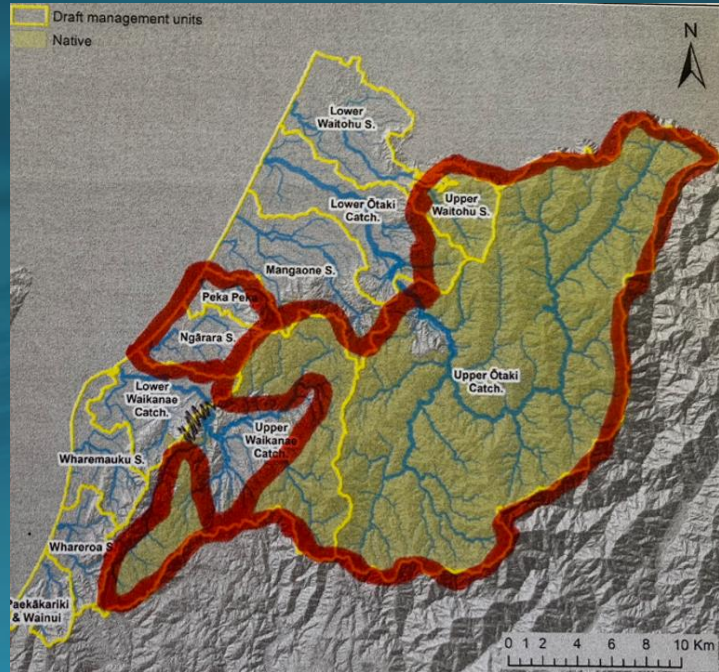 Draft management units
Native
N
Lower
Waitohu S.
Lower Ōtaki
Catch.
Upper
Waitohu S.
Mangaone S.
Peka Peka
Ngārara S.
Lower
Waikanae
Catch.
Upper Ōtaki
Catch.
Upper
Waikanae
Catch.
Wharemauku S.
Whareroa S
Paekākāriki
& Wainui
0 1 2 4 6 8 10 Km